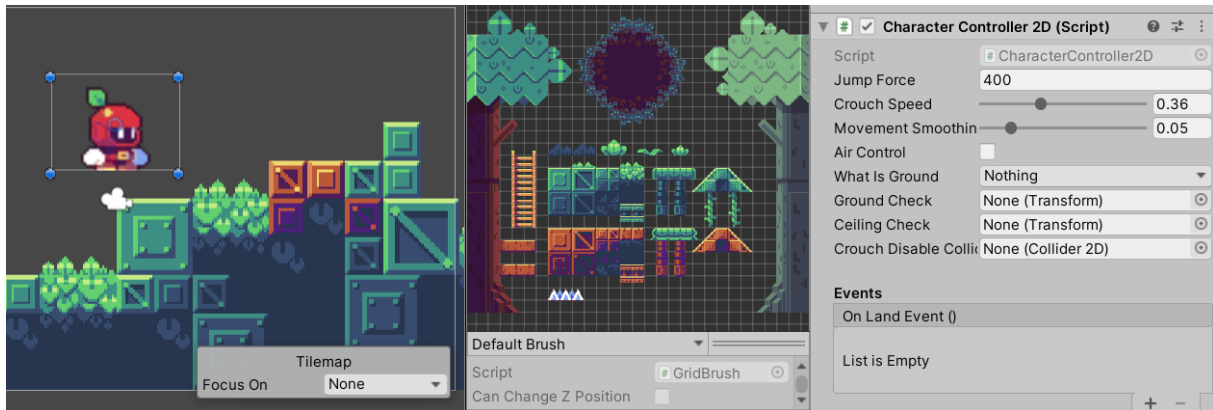 Tilemap
Focus On
None
Default Brush
Script
# GridBrush
Can Change Z Position
# Character Controller 2D (Script)
Script
# CharacterController2D
Jump Force
400
Crouch Speed
0.36
Movement Smoothin
0.05
Air Control
What Is Ground
Nothing
Ground Check
None (Transform)
Ceiling Check
None (Transform)
Crouch Disable Colli
None (Collider 2D)
Events
On Land Event ()
List is Empty